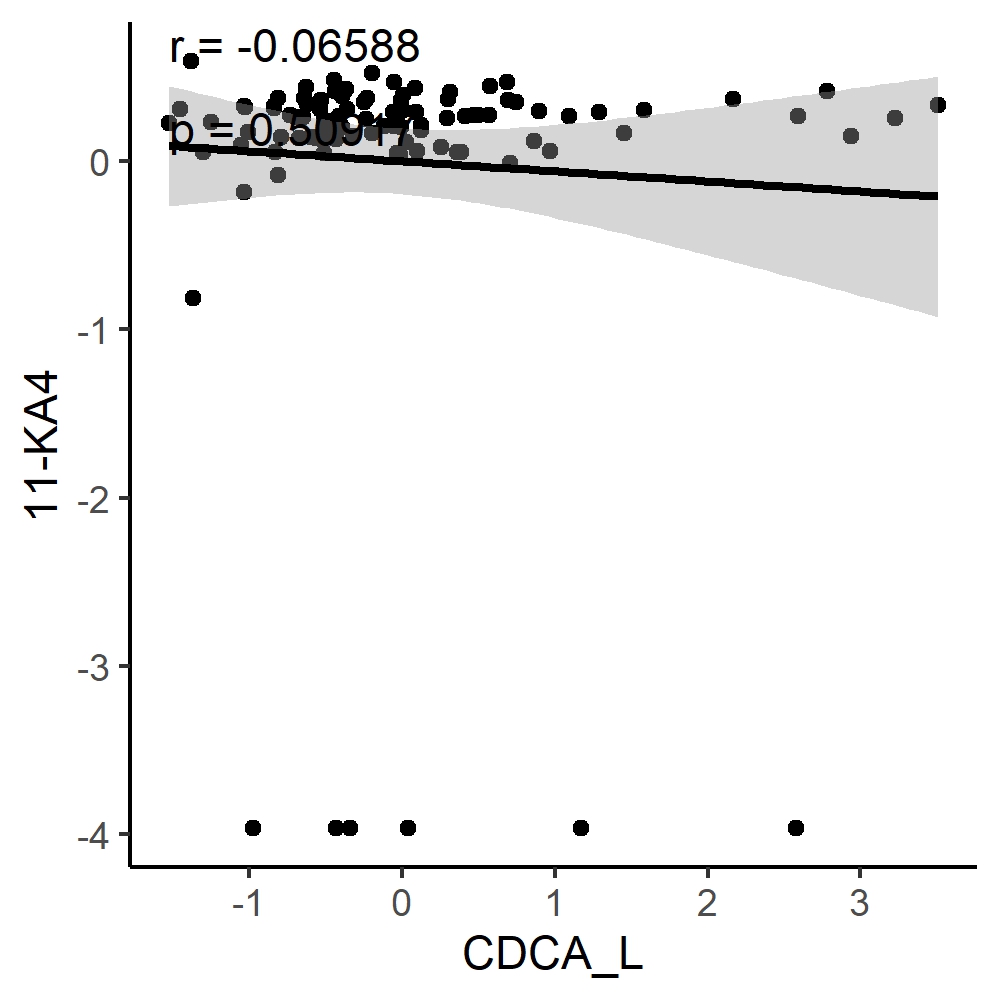 r = -0.06588
p = 0.50917
0
-1
-2
-3
-4
11-KA4
-1
0
1
2
3
CDCA_L